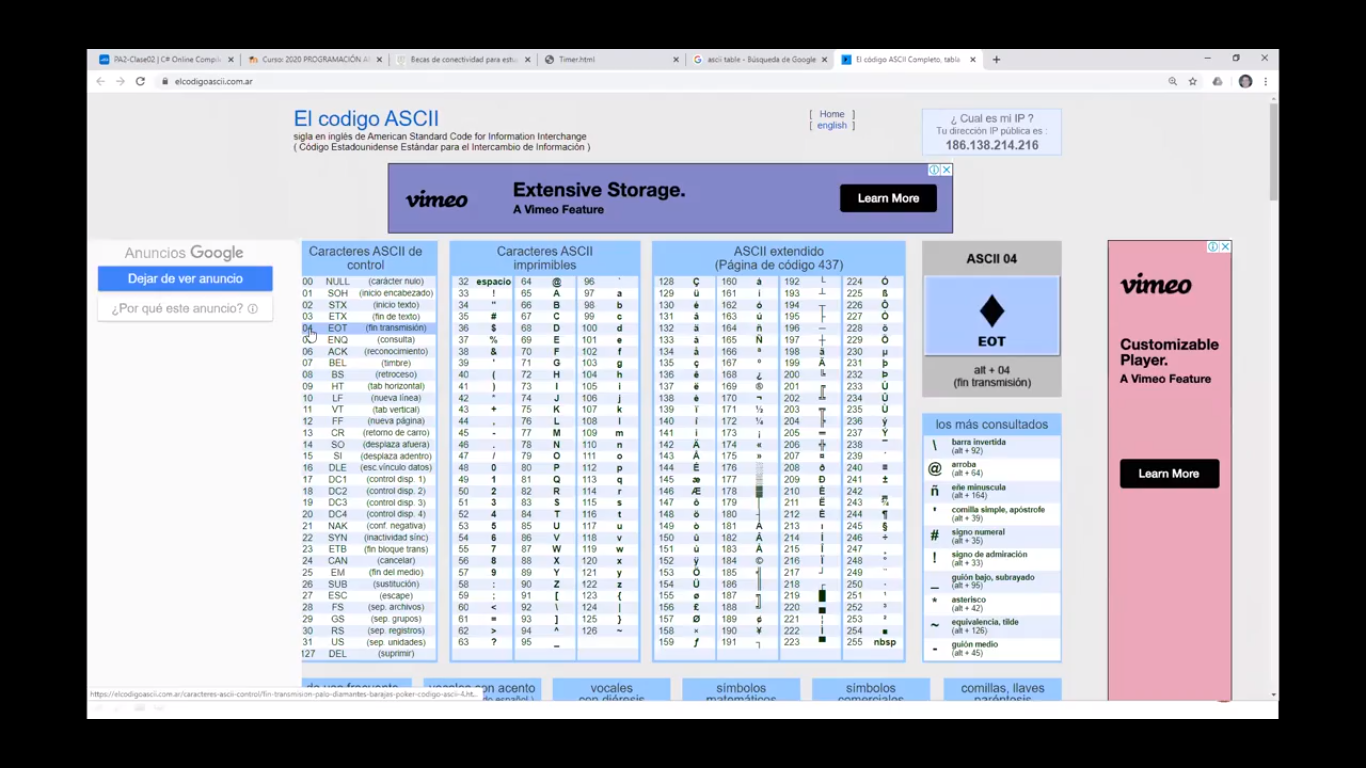 PA2-Clase02 | C# Online Compil
Curso: 2020 PROGRAMACIÓN A
Becas de conectividad para estu
Timer.html
ascii table - Búsqueda de Google
El código ASCII Completo, tabla
elcodigoascii.com.ar
El codigo ASCII
sigla en inglés de American Standard Code for Information Interchange
( Código Estadounidense Estándar para el Intercambio de Información )
[ Home ]
[ english ]
¿ Cual es mi IP ?
Tu dirección IP pública es :
186.138.214.216
vimeo
Extensive Storage.
A Vimeo Feature
Learn More
Anuncios Google
Dejar de ver anuncio
¿Por qué este anuncio?
Caracteres ASCII de
control
00 NULL (carácter nulo)
01 SOH (inicio encabezado)
02 STX (inicio texto)
03 ETX (fin de texto)
04 EOT (fin transmisión)
ENQ (consulta)
06 ACK (reconocimiento)
07 BEL (timbre)
08 BS (retroceso)
09 HT (tab horizontal)
10 LF (nueva línea)
11 VT (tab vertical)
12 FF (nueva página)
13 CR (retorno de carro)
14 SO (desplaza afuera)
15 SI (desplaza adentro)
16 DLE (esc.vínculo datos)
17 DC1 (control disp. 1)
18 DC2 (control disp. 2)
19 DC3 (control disp. 3)
20 DC4 (control disp. 4)
21 NAK (conf. negativa)
22 SYN (inactividad sínc)
23 ETB (fin bloque trans)
24 CAN (cancelar)
25 EM (fin del medio)
26 SUB (sustitución)
27 ESC (escape)
28 FS (sep. archivos)
29 GS (sep. grupos)
30 RS (sep. registros)
31 US (sep. unidades)
127 DEL (suprimir)
Caracteres ASCII
imprimibles
32 espacio 64 @ 96 `
33 ! 65 A 97 a
34 " 66 B 98 b
35 # 67 C 99 c
36 $ 68 D 100 d
37 % 69 E 101 e
38 & 70 F 102 f
39 ' 71 G 103 g
40 ( 72 H 104 h
41 ) 73 I 105 i
42 * 74 J 106 j
43 + 75 K 107 k
44 , 76 L 108 l
45 - 77 M 109 m
46 . 78 N 110 n
47 / 79 O 111 o
48 0 80 P 112 p
49 1 81 Q 113 q
50 2 82 R 114 r
51 3 83 S 115 s
52 4 84 T 116 t
53 5 85 U 117 u
54 6 86 V 118 v
55 7 87 W 119 w
56 8 88 X 120 x
57 9 89 Y 121 y
58 : 90 Z 122 z
59 ; 91 [ 123 {
60 < 92 \ 124 |
61 = 93 ] 125 }
62 > 94 ^ 126 ~
63 ? 95 _
ASCII extendido
(Página de código 437)
128 Ç 160 á 192 └ 224 Ó
129 ü 161 í 193 ┴ 225 ß
130 é 162 ó 194 ┬ 226 Ô
131 â 163 ú 195 ├ 227 Ò
132 ä 164 ñ 196 ─ 228 õ
133 à 165 Ñ 197 ┼ 229 Õ
134 å 166 ª 198 ã 230 µ
135 ç 167 º 199 Ã 231 þ
136 ê 168 ¿ 200 ╚ 232 Þ
137 ë 169 ® 201 ╔ 233 Ú
138 è 170 ¬ 202 ╩ 234 Û
139 ï 171 ½ 203 ╦ 235 Ù
140 î 172 ¼ 204 ╠ 236 ý
141 ì 173 ¡ 205 ═ 237 Ý
142 Ä 174 « 206 ╬ 238 ¯
143 Å 175 » 207 ¤ 239 ´
144 É 176 ░ 208 ð 240 ≡
145 æ 177 ▒ 209 Ð 241 ±
146 Æ 178 ▓ 210 Ê 242 ‗
147 ô 179 │ 211 Ë 243 ¾
148 ö 180 ┤ 212 È 244 ¶
149 ò 181 Á 213 ı 245 §
150 û 182 Â 214 Í 246 ÷
151 ù 183 À 215 Î 247 ¸
152 ÿ 184 © 216 Ï 248 °
153 Ö 185 ╣ 217 ┘ 249 ¨
154 Ü 186 ║ 218 ┌ 250 ·
155 ø 187 ╗ 219 █ 251 ¹
156 £ 188 ╝ 220 ▄ 252 ³
157 Ø 189 ¢ 221 ¦ 253 ²
158 × 190 ¥ 222 Ì 254 ■
159 ƒ 191 ┐ 223 ▀ 255 nbsp
ASCII 04
♦
EOT
alt + 04
(fin transmisión)
los más consultados
\ barra invertida
(alt + 92)
@ arroba
(alt + 64)
ñ eñe minuscula
(alt + 164)
' comilla simple, apóstrofe
(alt + 39)
# signo numeral
(alt + 35)
! signo de admiración
(alt + 33)
_ guión bajo, subrayado
(alt + 95)
* asterisco
(alt + 42)
~ equivalencia, tilde
(alt + 126)
- guión medio
(alt + 45)
vimeo
Customizable
Player.
A Vimeo Feature
Learn More
https://elcodigoascii.com.ar/caracteres-ascii-control/fin-transmision-palo-diamantes-barajas-poker-codigo-ascii-4.ht...
de uso frecuente
vocales con acento
vocales
con diéresis
símbolos
matemáticos
símbolos
comerciales
comillas, llaves
paréntesis